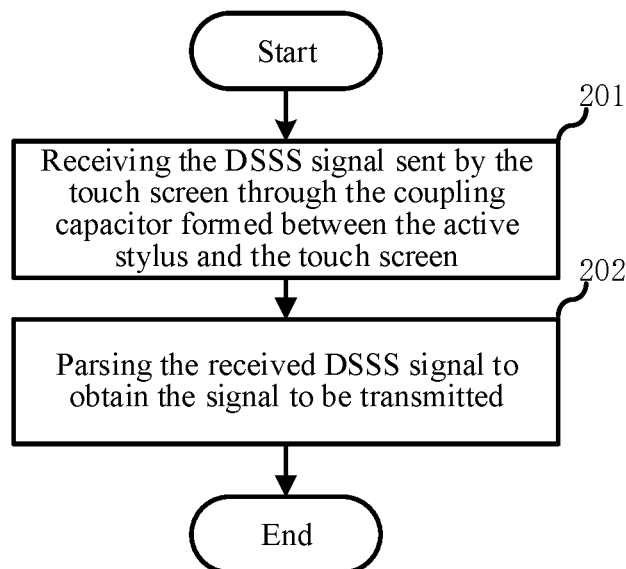 Start
201
Receiving the DSSS signal sent by the
touch screen through the coupling
capacitor formed between the active
stylus and the touch screen
202
Parsing the received DSSS signal to
obtain the signal to be transmitted
End